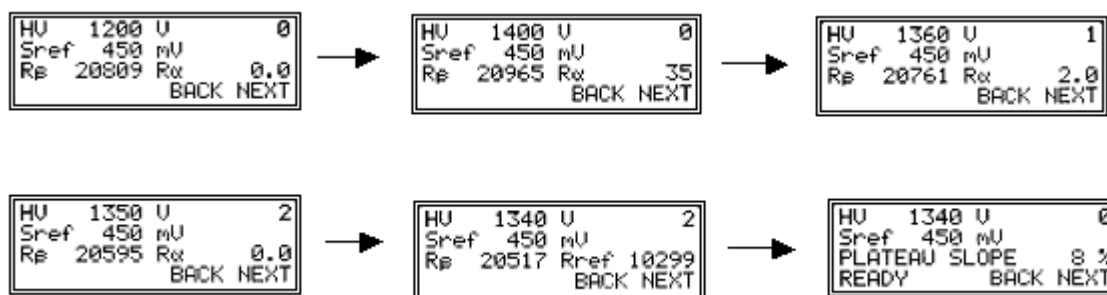 HV 1200 V 0
Sref 450 mV
Rβ 20809 Rα 0.0
BACK NEXT
HV 1400 V 0
Sref 450 mV
Rβ 20965 Rα 35
BACK NEXT
HV 1360 V 1
Sref 450 mV
Rβ 20761 Rα 2.0
BACK NEXT
HV 1350 V 2
Sref 450 mV
Rβ 20595 Rα 0.0
BACK NEXT
HV 1340 V 2
Sref 450 mV
Rβ 20517 Rref 10299
BACK NEXT
HV 1340 V 0
Sref 450 mV
PLATEAU SLOPE 8 %
READY BACK NEXT